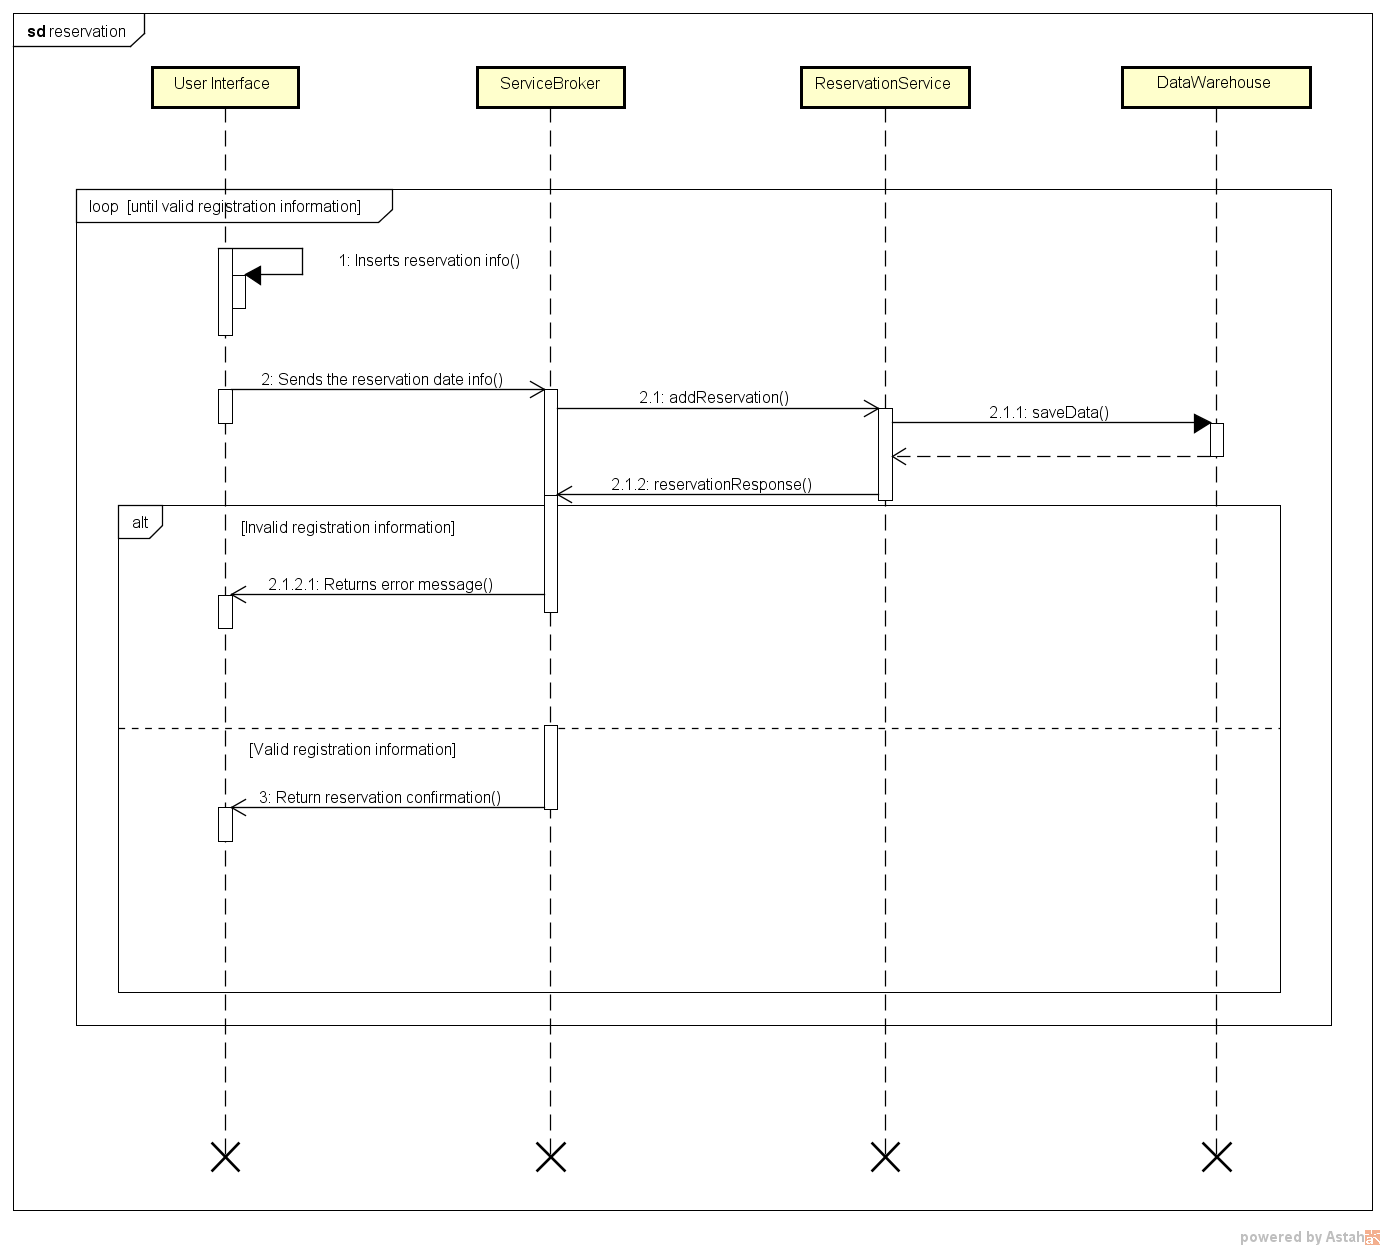 sd reservation
User Interface
ServiceBroker
ReservationService
DataWarehouse
loop [until valid registration information]
1: Inserts reservation info()
2: Sends the reservation date info()
2.1: addReservation()
2.1.1: saveData()
2.1.2: reservationResponse()
alt
[Invalid registration information]
2.1.2.1: Returns error message()
[Valid registration information]
3: Return reservation confirmation()
powered by Astah